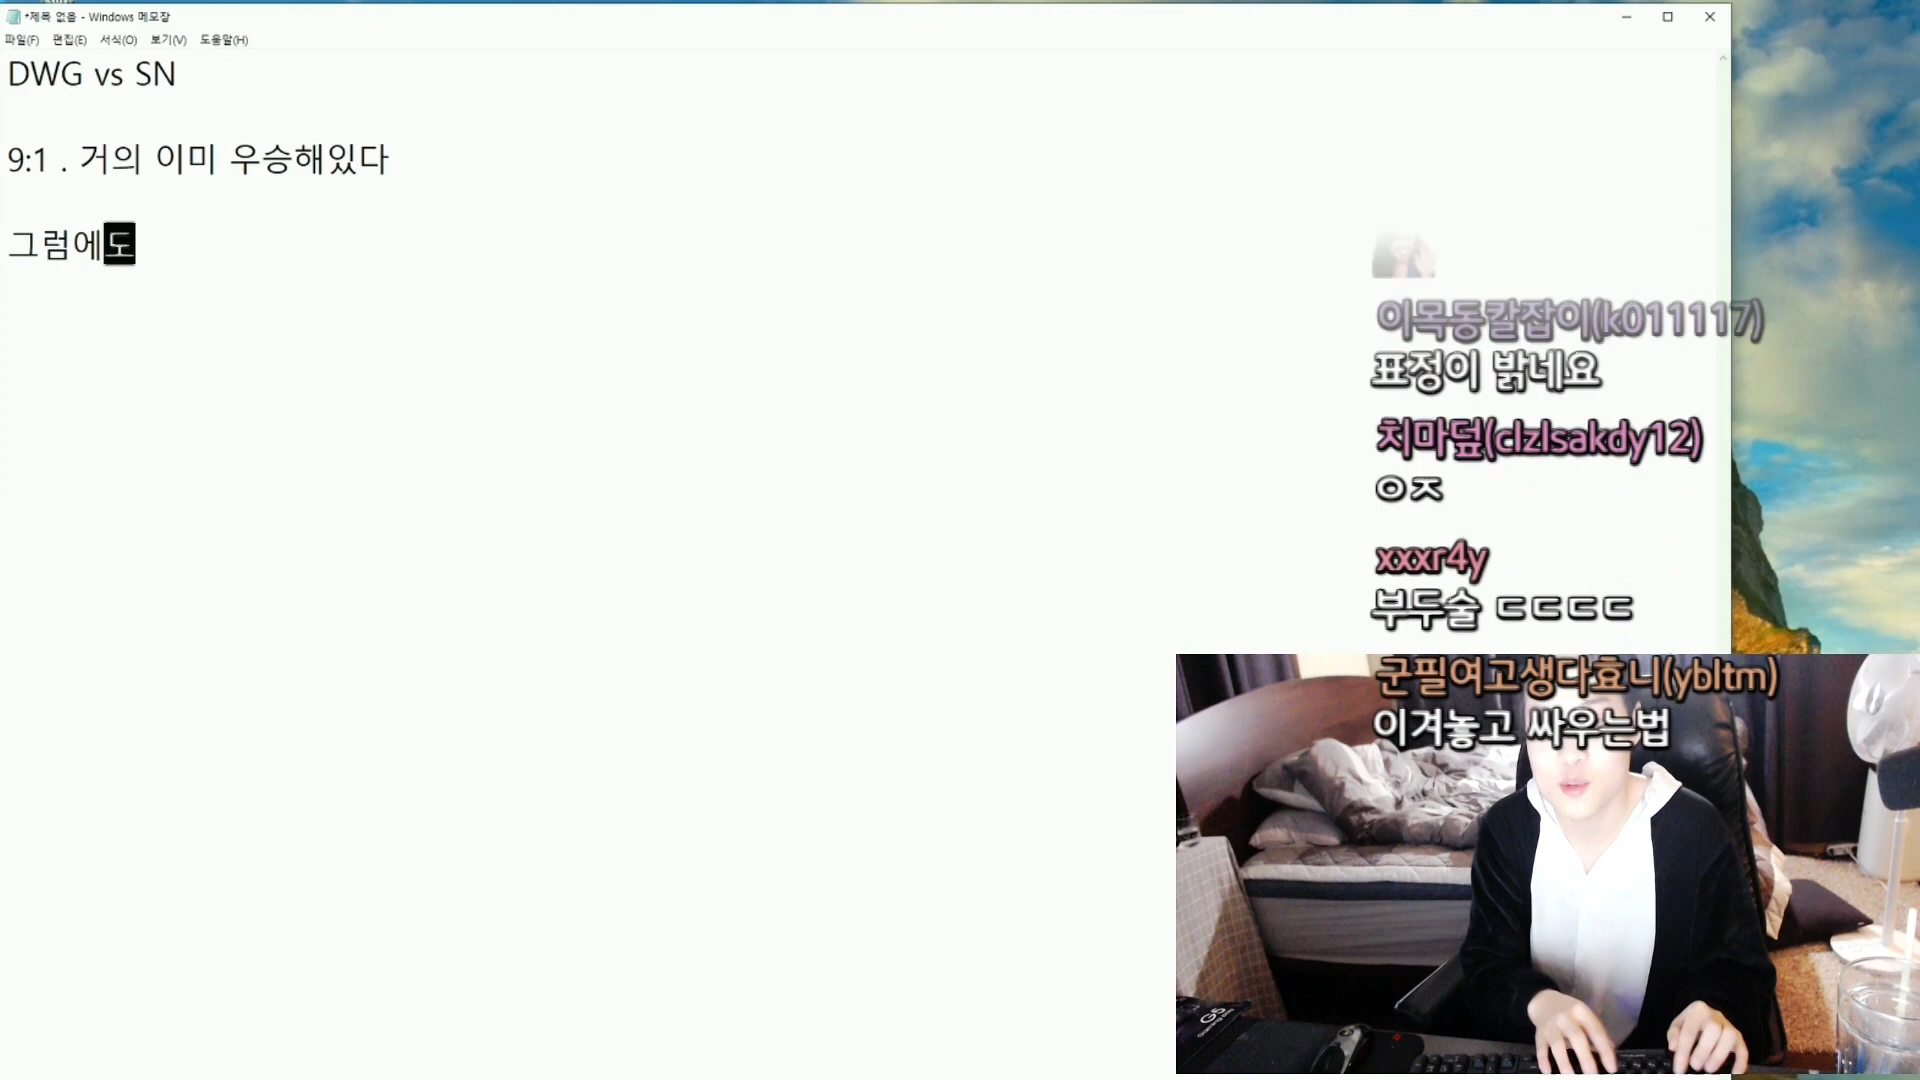 *제목 없음 - Windows 메모장
파일(F) 편집(E) 서식(O) 보기(V) 도움말(H)
DWG vs SN
9:1 . 거의 이미 우승해있다
그럼에도
이목동칼잡이(k011117)
표정이 밝네요
치마덮(clzlsakdy12)
ㅇㅈ
xxxr4y
부두술 ㄷㄷㄷㄷ
군필여고생다효니(ybltm)
이겨놓고 싸우는법
G5